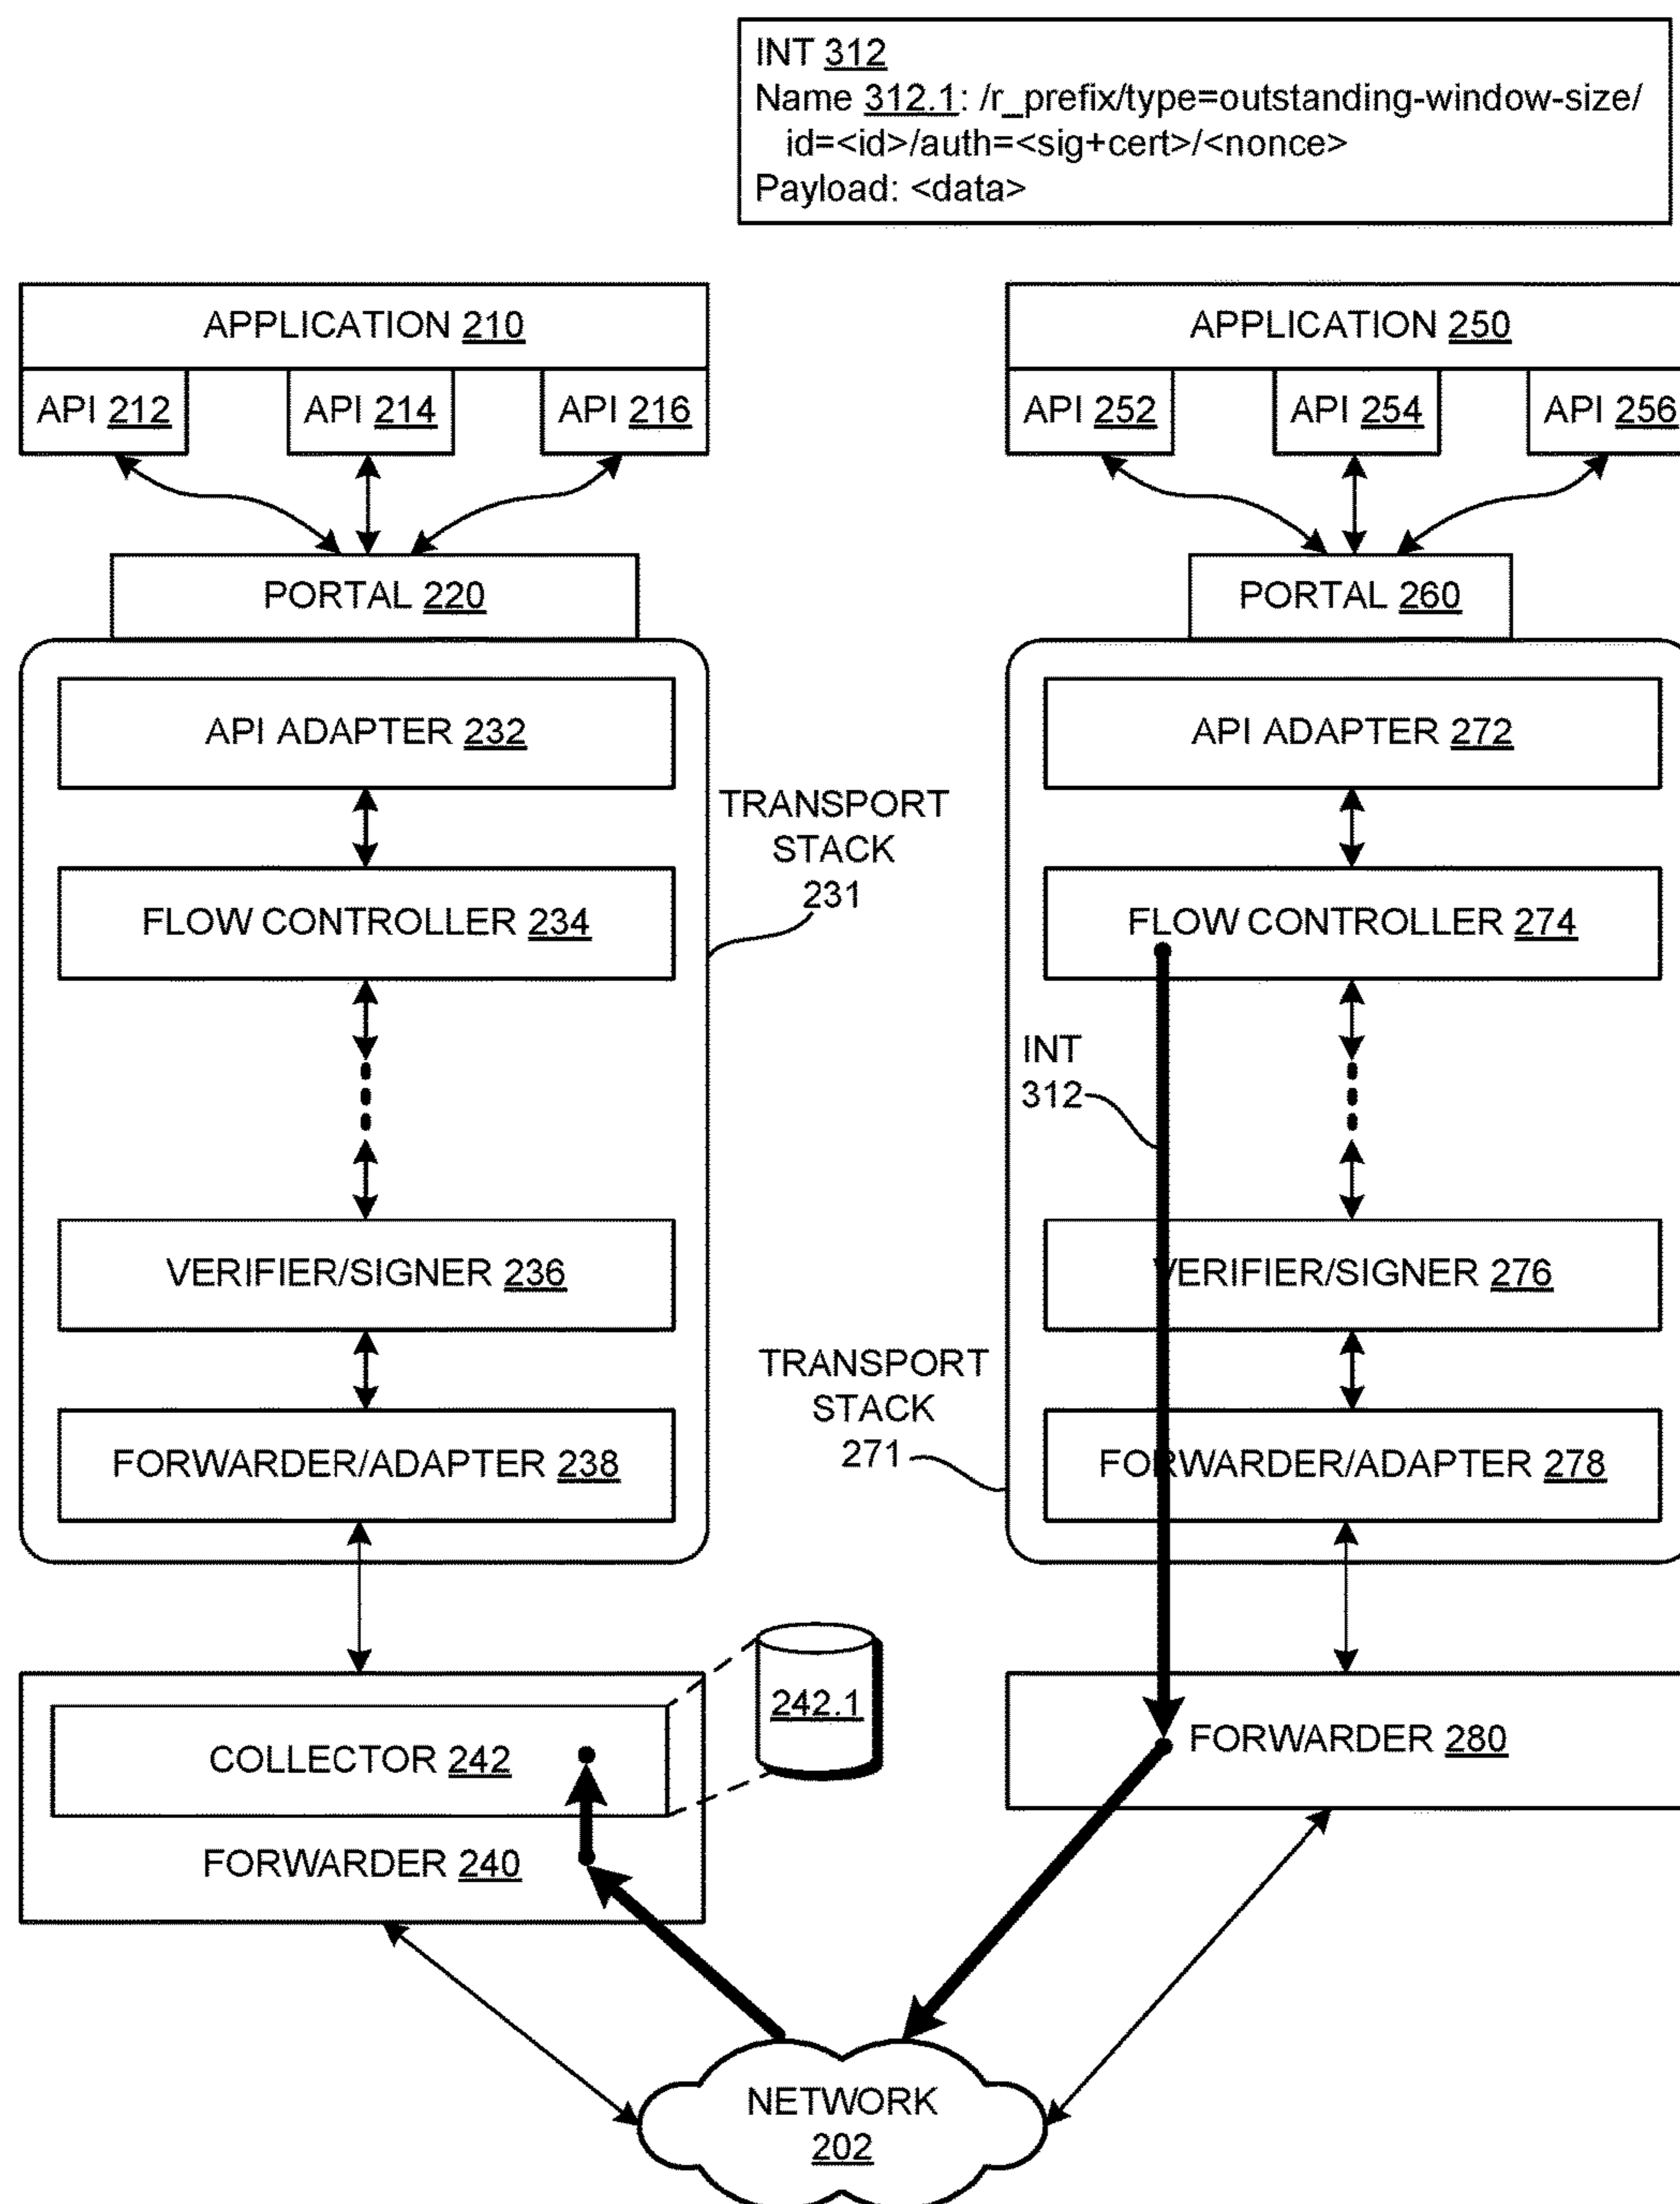 INT 312
Name 312.1: /r_prefix/type=outstanding-window-size/
id=<id>/auth=<sig+cert>/<nonce>
Payload: <data>
APPLICATION 210
API 212
API 214
API 216
PORTAL 220
API ADAPTER 232
FLOW CONTROLLER 234
VERIFIER/SIGNER 236
FORWARDER/ADAPTER 238
TRANSPORT
STACK
231
COLLECTOR 242
242.1
FORWARDER 240
APPLICATION 250
API 252
API 254
API 256
PORTAL 260
API ADAPTER 272
FLOW CONTROLLER 274
INT
312
VERIFIER/SIGNER 276
FORWARDER/ADAPTER 278
TRANSPORT
STACK
271
FORWARDER 280
NETWORK
202